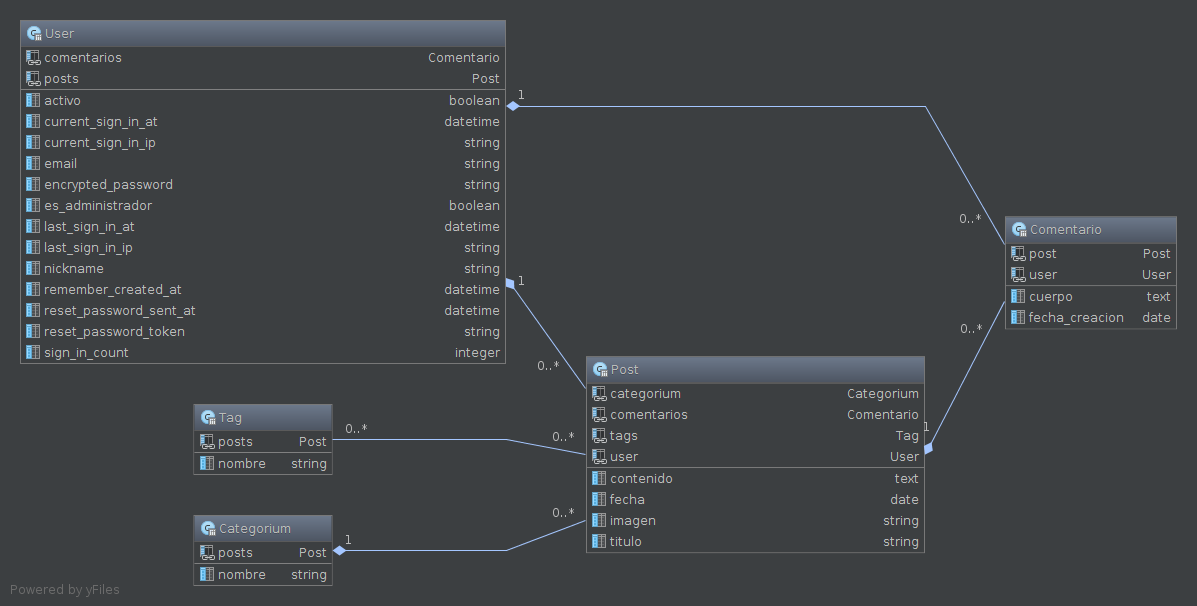 User
comentarios Comentario
posts Post
activo boolean
current_sign_in_at datetime
current_sign_in_ip string
email string
encrypted_password string
es_administrador boolean
last_sign_in_at datetime
last_sign_in_ip string
nickname string
remember_created_at datetime
reset_password_sent_at datetime
reset_password_token string
sign_in_count integer
1
0..*
Comentario
post Post
user User
cuerpo text
fecha_creacion date
0..*
1
1
0..*
Post
categorium Categorium
comentarios Comentario
tags Tag
user User
contenido text
fecha date
imagen string
titulo string
Tag
posts Post
nombre string
0..*
0..*
Categorium
posts Post
nombre string
1
0..*
Powered by yFiles